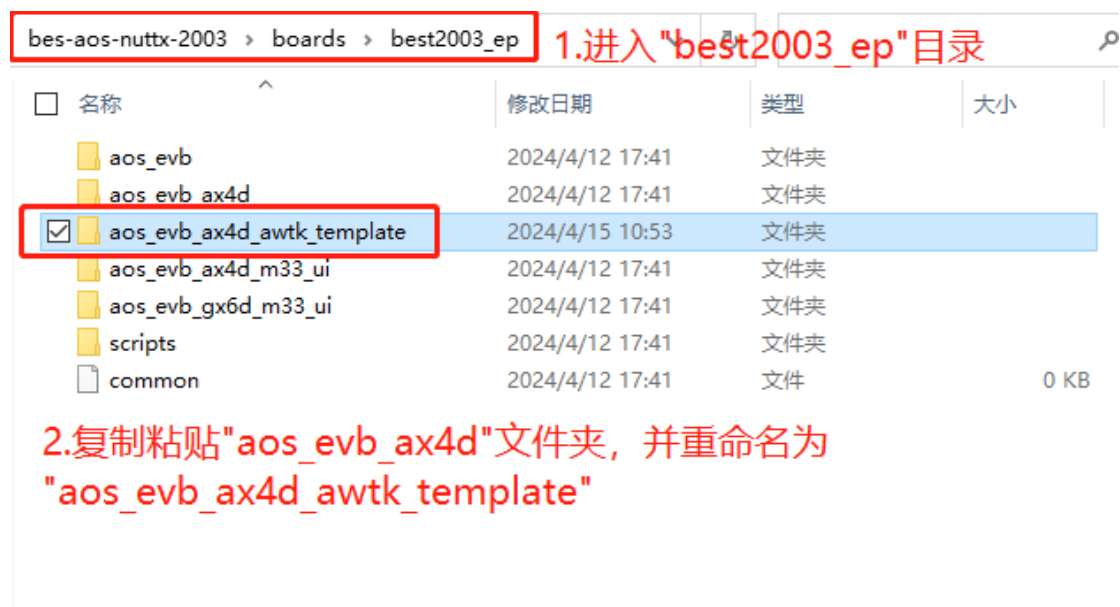 bes-aos-nuttx-2003 › boards › best2003_ep
1.进入"best2003_ep"目录
名称 修改日期 类型 大小
aos_evb 2024/4/12 17:41 文件夹
aos_evb_ax4d 2024/4/12 17:41 文件夹
aos_evb_ax4d_awtk_template 2024/4/15 10:53 文件夹
aos_evb_ax4d_m33_ui 2024/4/12 17:41 文件夹
aos_evb_gx6d_m33_ui 2024/4/12 17:41 文件夹
scripts 2024/4/12 17:41 文件夹
common 2024/4/12 17:41 文件 0 KB
2.复制粘贴"aos_evb_ax4d"文件夹，并重命名为
"aos_evb_ax4d_awtk_template"